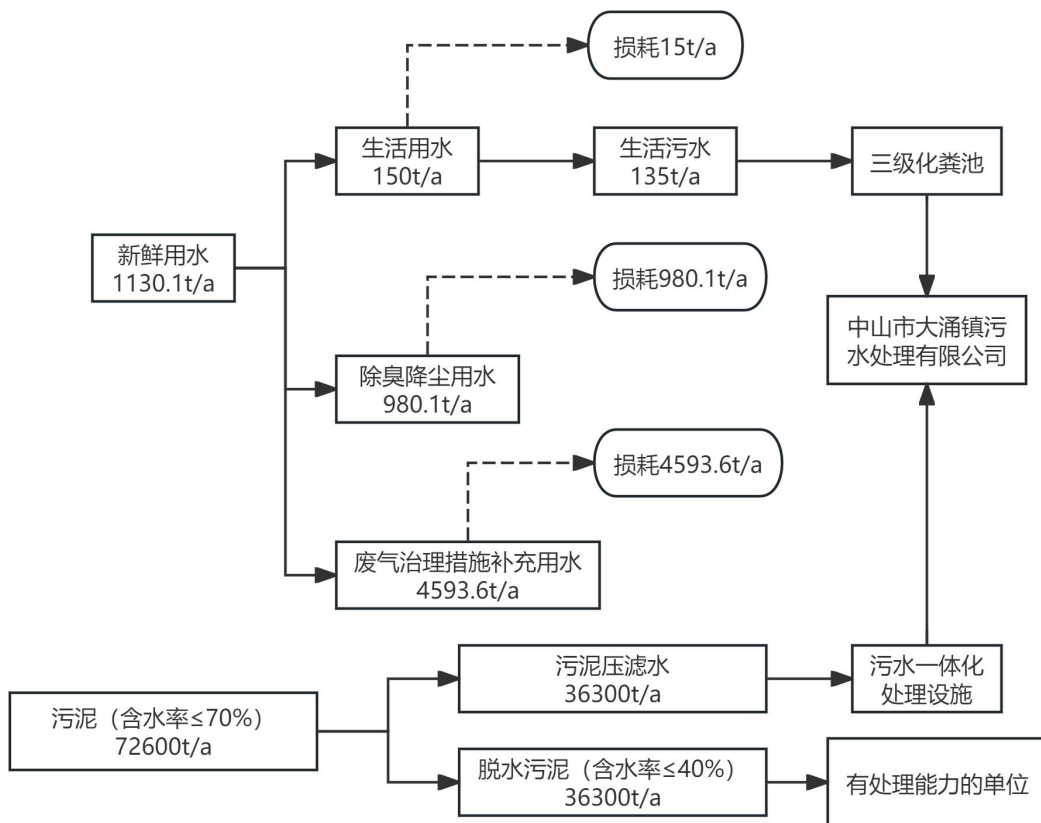 损耗15t/a
生活用水
150t/a
生活污水
135t/a
三级化粪池
新鲜用水
1130.1t/a
损耗980.1t/a
中山市大涌镇污
水处理有限公司
除臭降尘用水
980.1t/a
损耗4593.6t/a
废气治理措施补充用水
4593.6t/a
污泥压滤水
36300t/a
污水一体化
处理设施
污泥（含水率≤70%）
72600t/a
脱水污泥（含水率≤40%）
36300t/a
有处理能力的单位